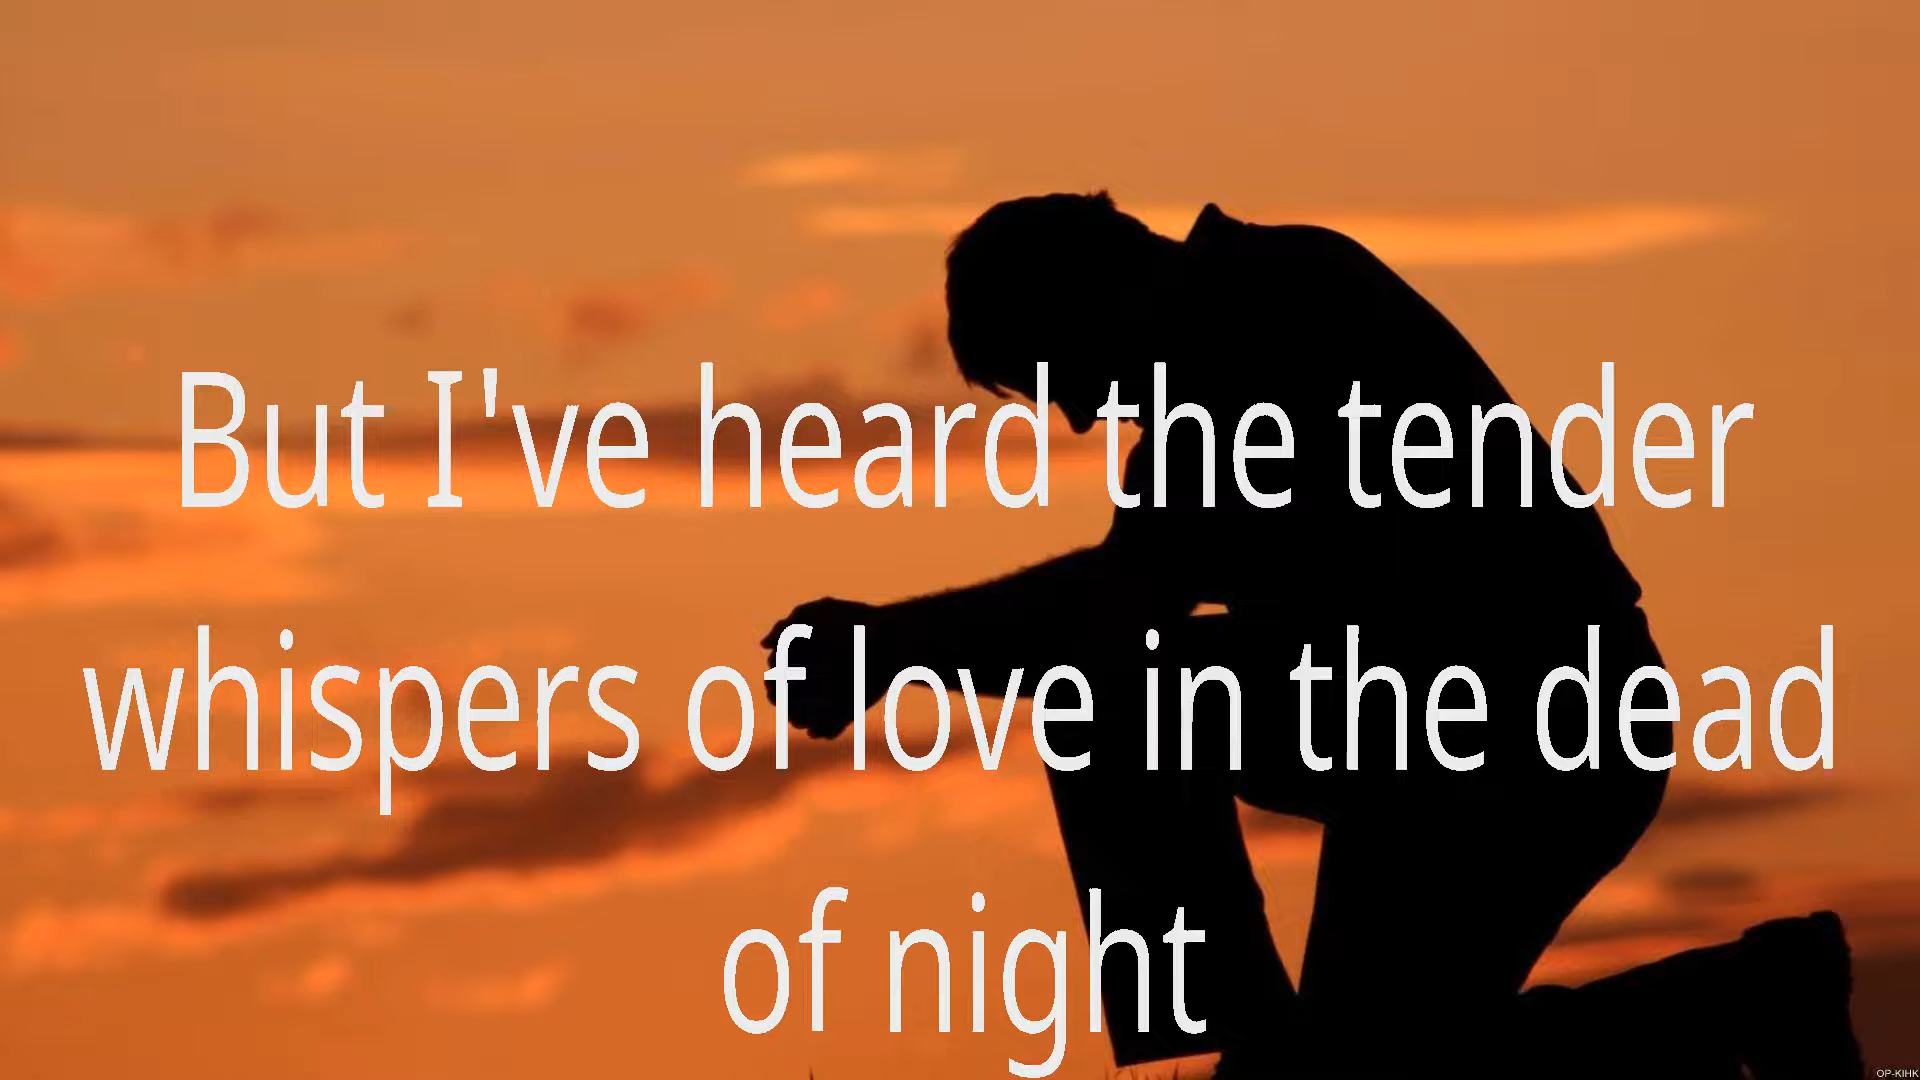 But I've heard the tender
whispers of love in the dead
of night
OP-KIHK